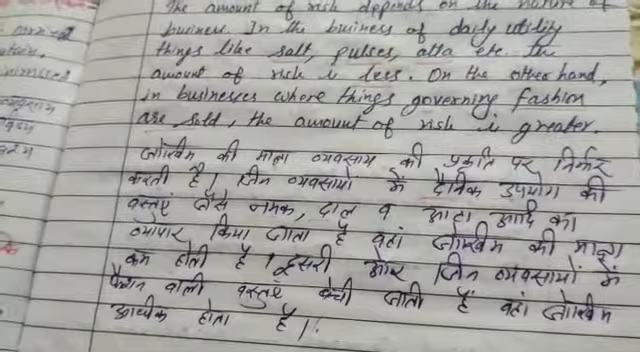 The amount of risk depends on the nature of
business. In the business of daily utility
things like salt, pulses, atta etc. the
amount of risk is less. On the other hand,
in businesses where things governing fashion
are sold, the amount of risk is greater.
जोखिम की मात्रा व्यवसाय की प्रकृति पर निर्भर
करती है। जिन व्यवसायों में दैनिक उपयोग की
वस्तुएं जैसे नमक, दाल व आटा आदि का
व्यापार किया जाता है वहां जोखिम की मात्रा
कम होती है। दूसरी ओर जिन व्यवसायों में
फैशन वाली वस्तुएं बेची जाती हैं वहां जोखिम
अधिक होता है।